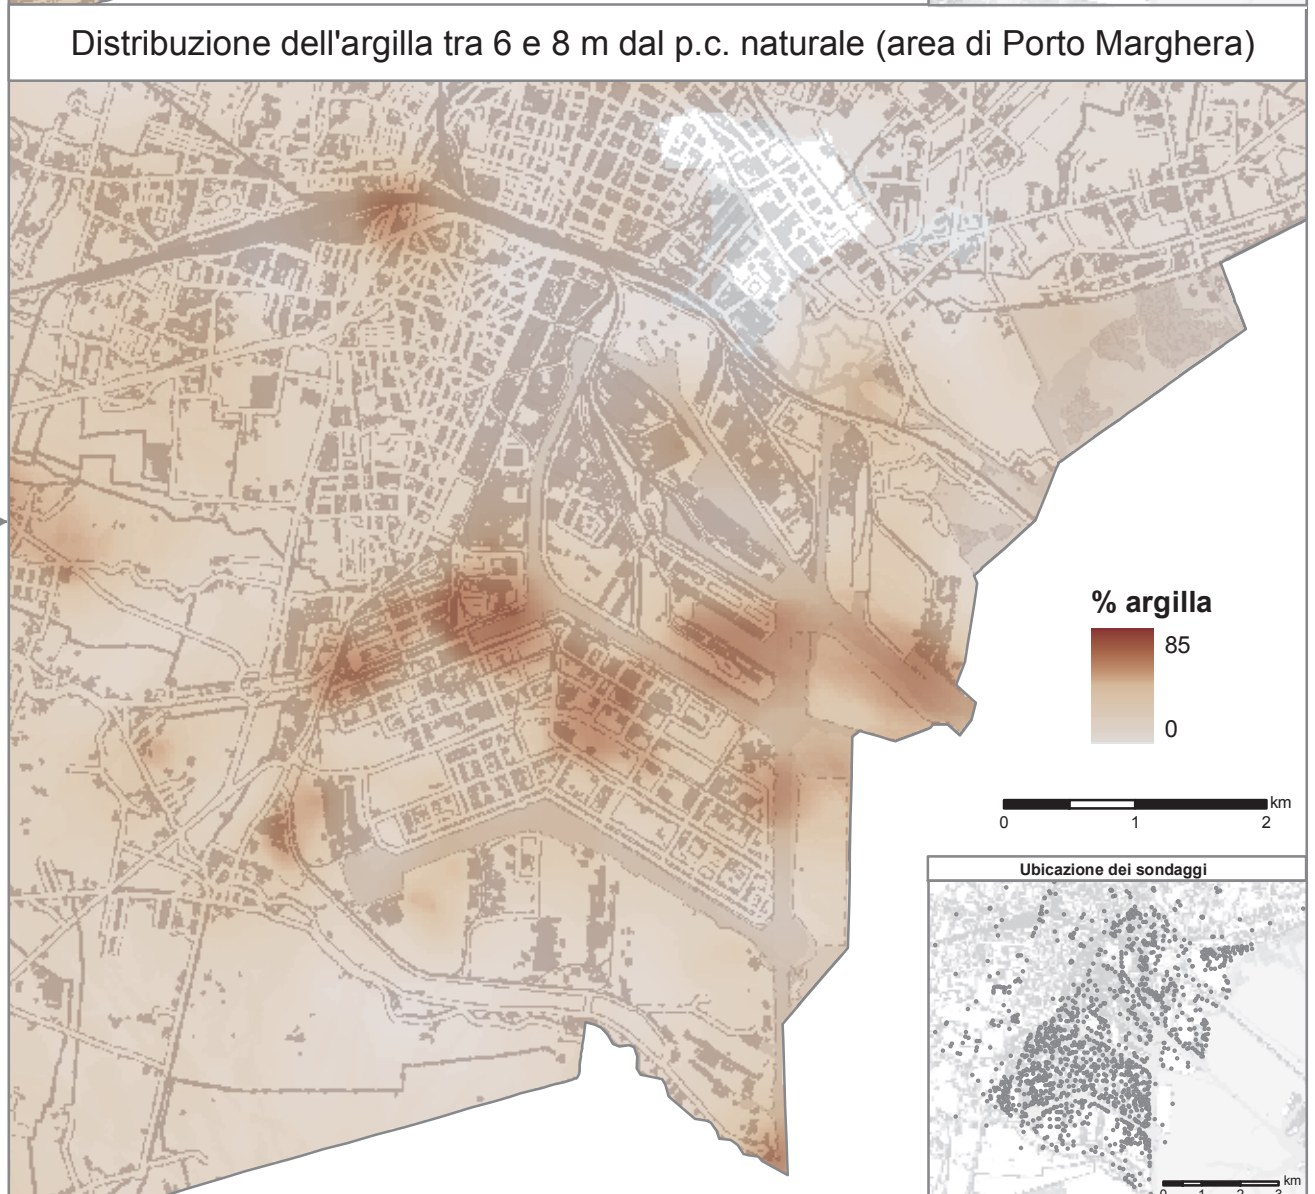 Distribuzione dell'argilla tra 6 e 8 m dal p.c. naturale (area di Porto Marghera)
% argilla
85
0
km
0 1 2
Ubicazione dei sondaggi
km
0 1 2 3